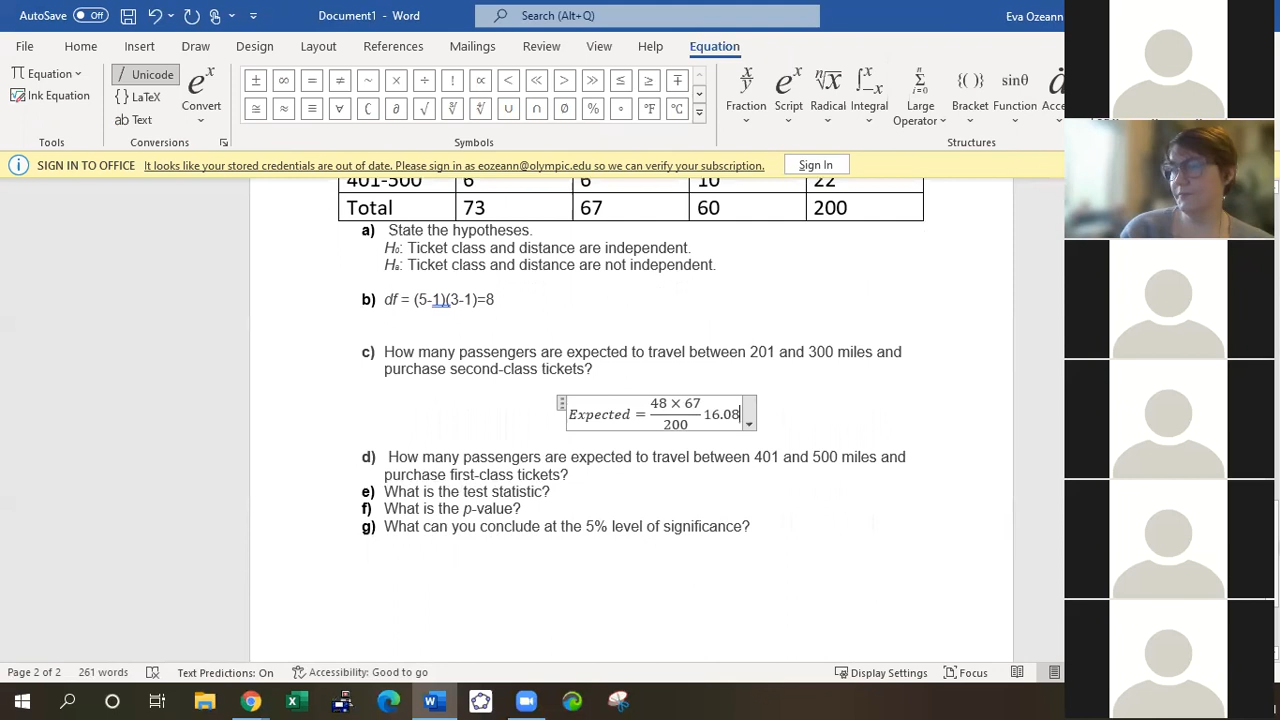 AutoSave Off Document1 - Word Search (Alt+Q) Eva Ozeann
File Home Insert Draw Design Layout References Mailings Review View Help Equation
Equation Unicode
Ink Equation LaTeX Convert
abc Text
Fraction Script Radical Integral Large Operator Bracket Function Acce
Tools Conversions Symbols Structures
SIGN IN TO OFFICE It looks like your stored credentials are out of date. Please sign in as eozeann@olympic.edu so we can verify your subscription. Sign In
401-500 6 6 10 22
Total 73 67 60 200
a) State the hypotheses.
H₀: Ticket class and distance are independent.
Hₐ: Ticket class and distance are not independent.
b) df = (5-1)(3-1)=8
c) How many passengers are expected to travel between 201 and 300 miles and
purchase second-class tickets?
Expected = 48 × 67 / 200 16.08
d) How many passengers are expected to travel between 401 and 500 miles and
purchase first-class tickets?
e) What is the test statistic?
f) What is the p-value?
g) What can you conclude at the 5% level of significance?
Page 2 of 2 261 words Text Predictions: On Accessibility: Good to go Display Settings Focus